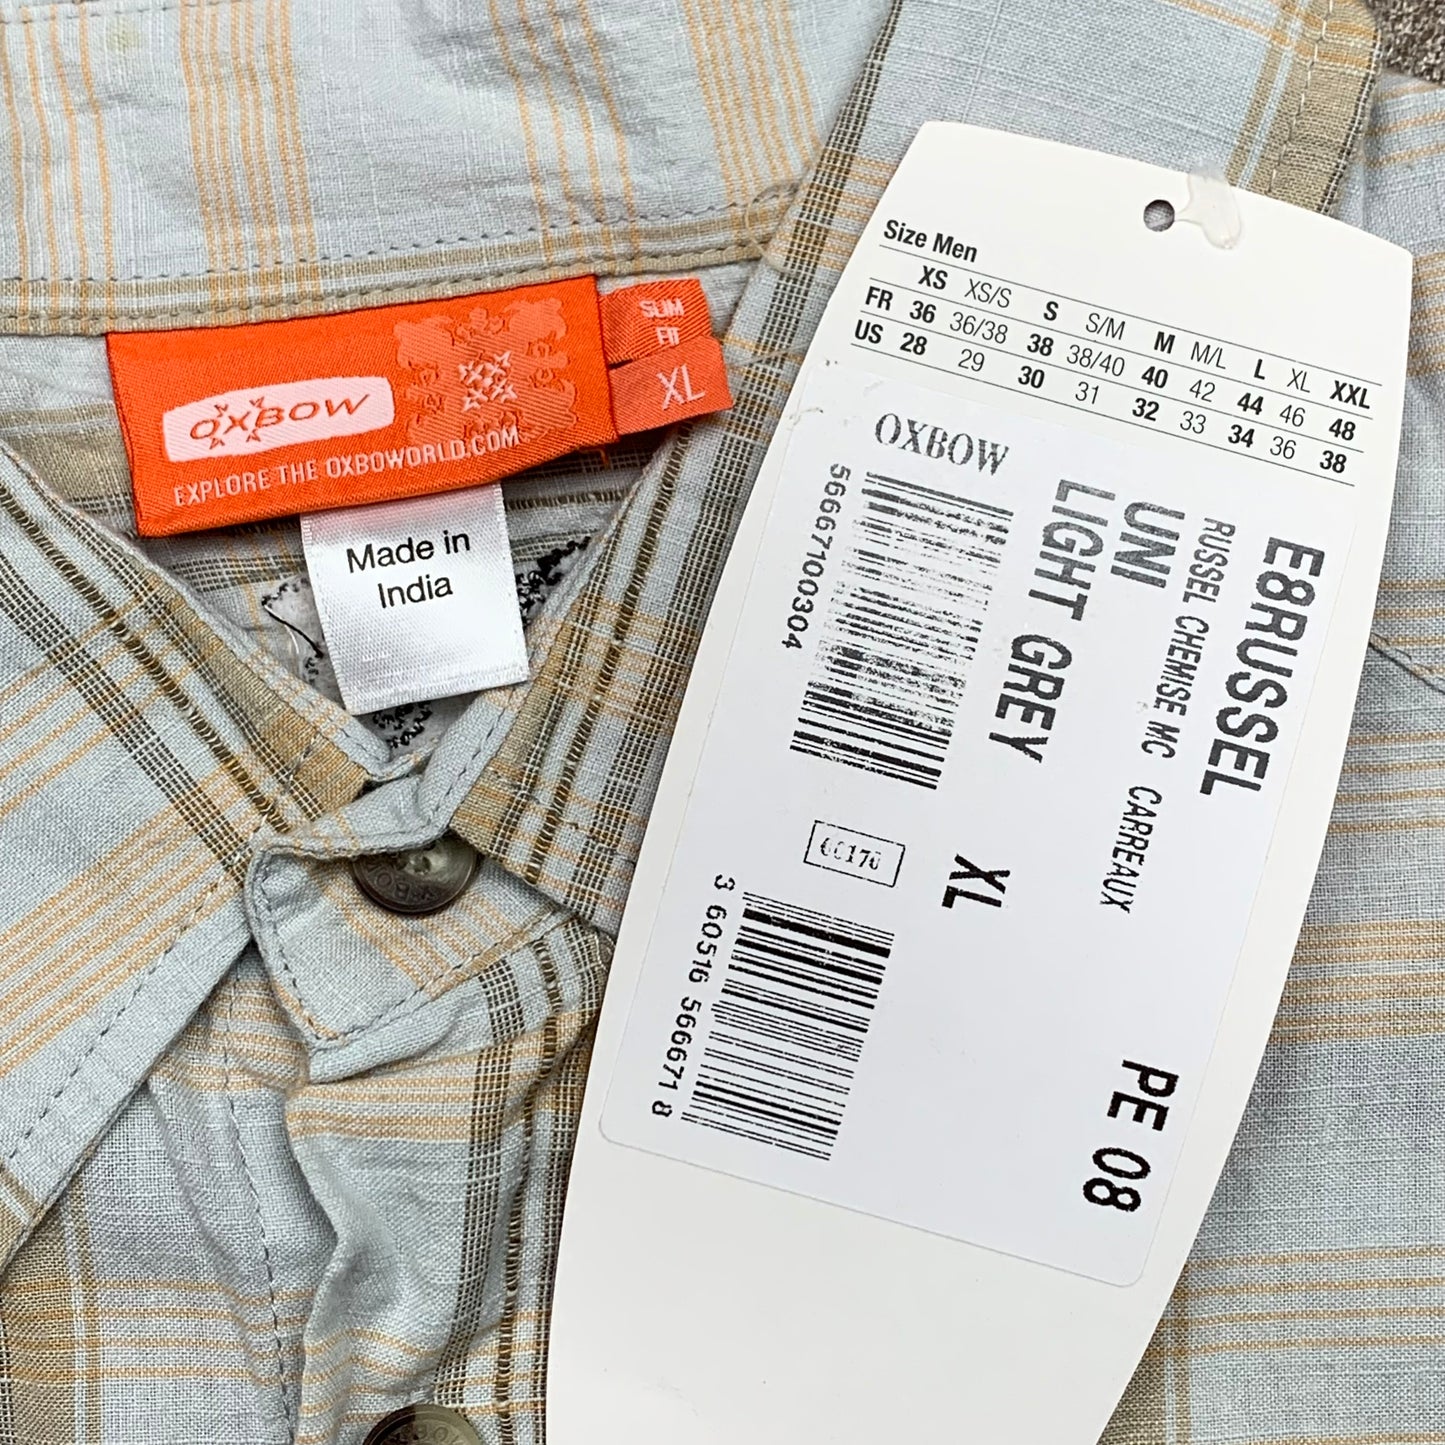 OXBOW
EXPLORE THE OXBOWORLD.COM
SLIM
FIT
XL
Made in
India
Size Men
XS XS/S S S/M M M/L L XL XXL
FR 36 36/38 38 38/40 40 42 44 46 48
US 28 29 30 31 32 33 34 36 38
E8RUSSEL
RUSSEL CHEMISE MC CARREAUX
UNI
LIGHT GREY XL
PE 08
OXBOW
56667100304
3 60516 566671 8